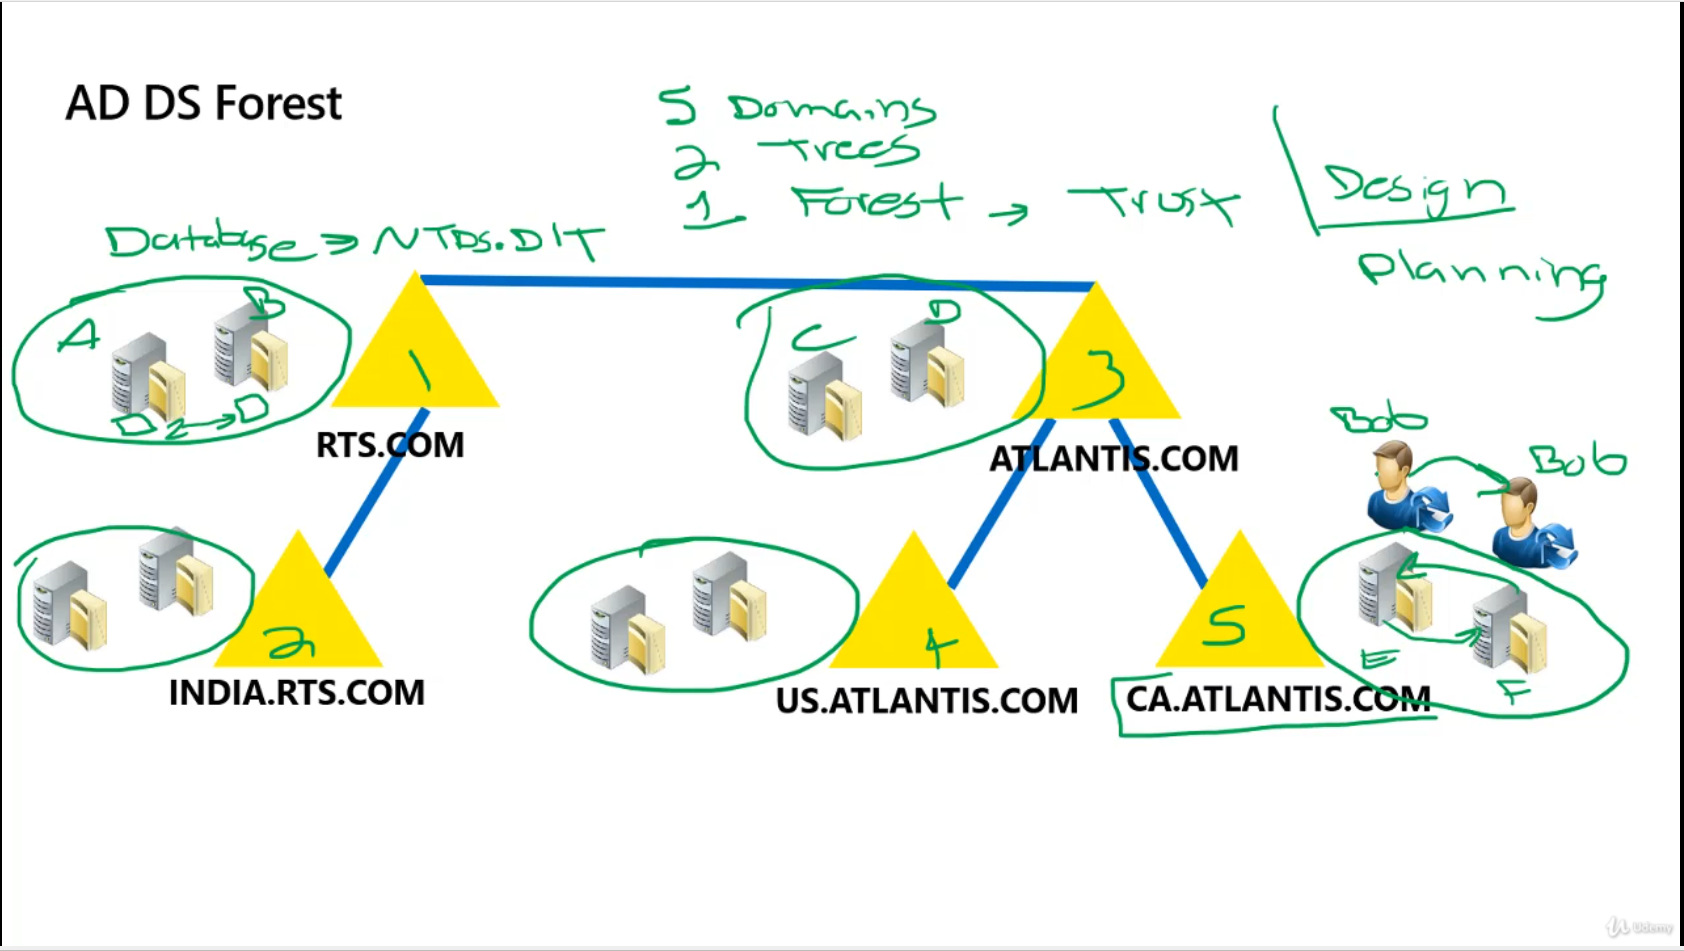 AD DS Forest
5 Domains
2 Trees
1 Forest → Trust
Design
Planning
Database → NTDS.DIT
A
B
D
D
1
RTS.COM
C
D
3
ATLANTIS.COM
Bob
Bob
2
INDIA.RTS.COM
4
US.ATLANTIS.COM
5
CA.ATLANTIS.COM
E
F
Udemy